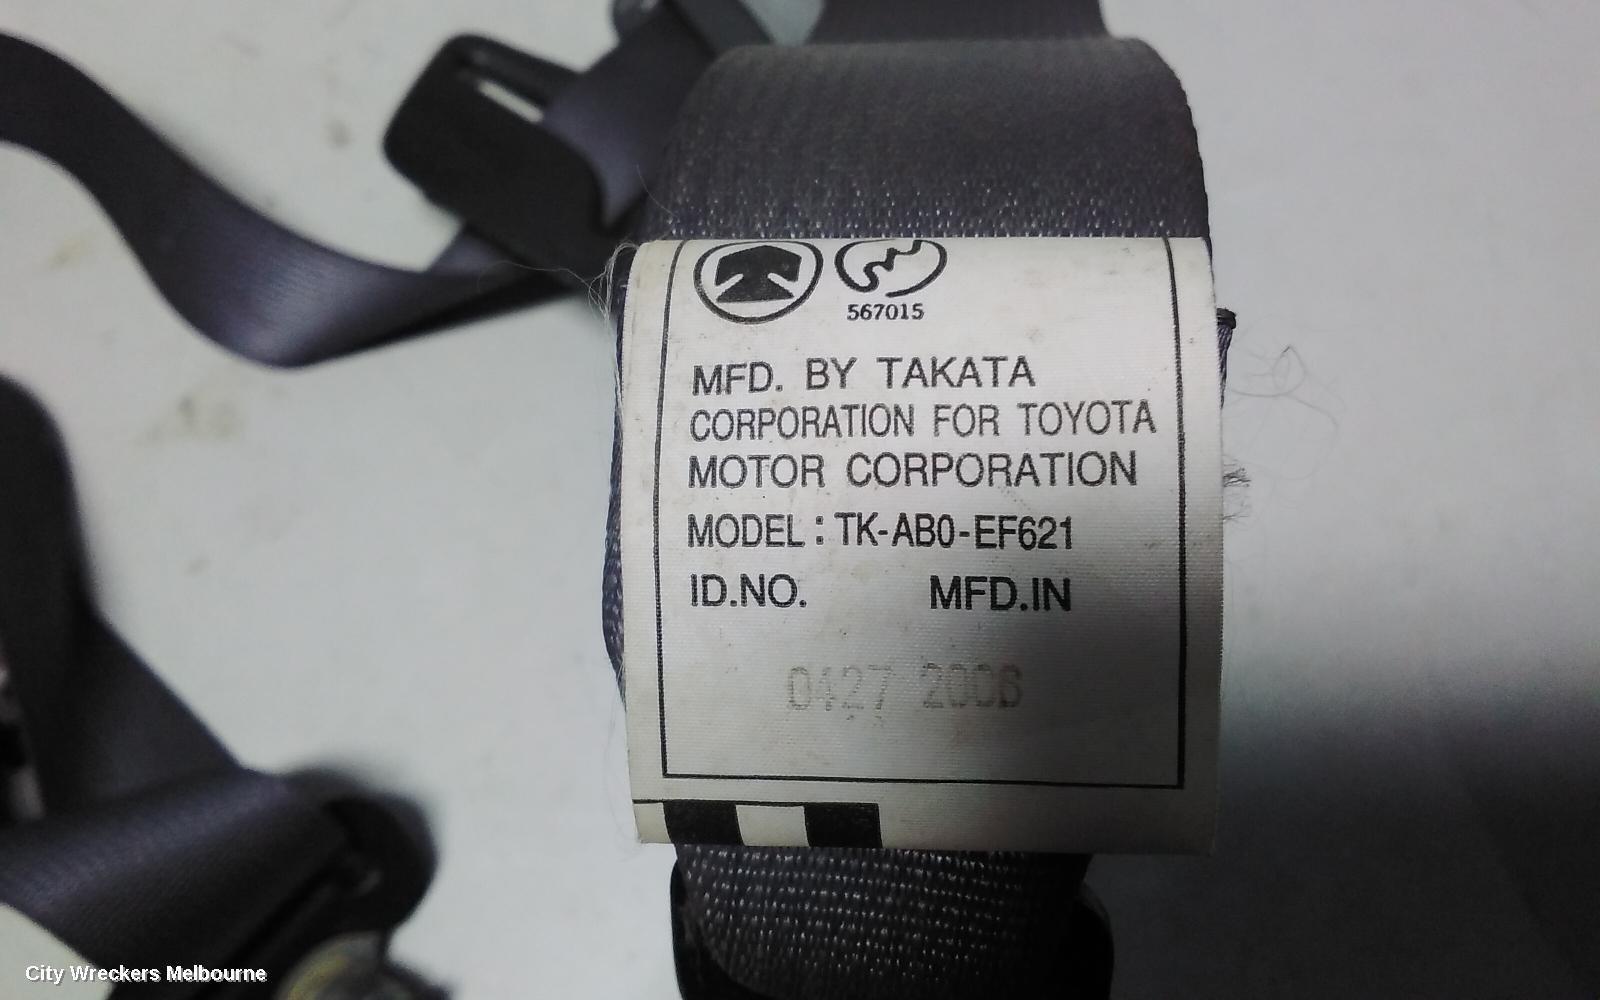 567015
MFD. BY TAKATA
CORPORATION FOR TOYOTA
MOTOR CORPORATION
MODEL : TK-AB0-EF621
ID.NO. MFD.IN
0427 2006
City Wreckers Melbourne